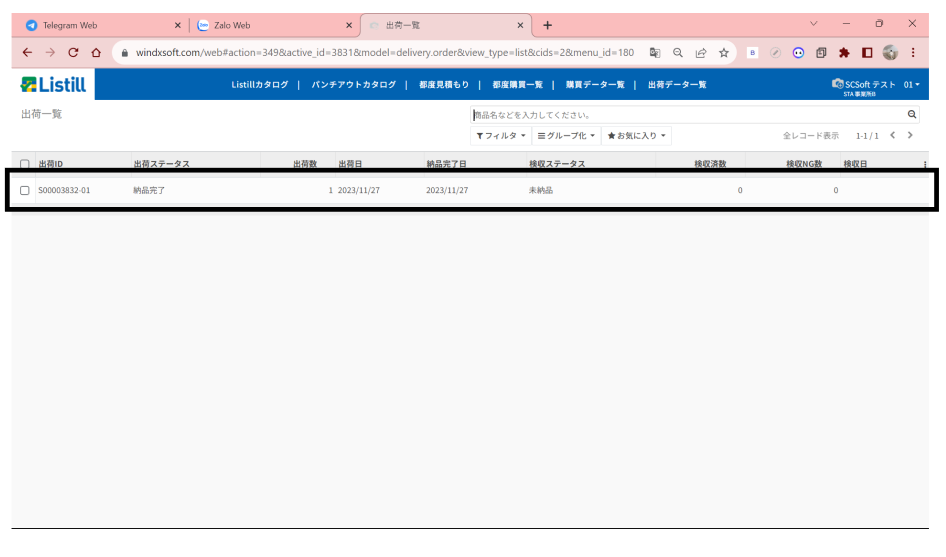 Telegram Web × Zalo Web × 出荷一覧 ×
windxsoft.com/web#action=349&active_id=3831&model=delivery.order&view_type=list&cids=2&menu_id=180
Listill Listillカタログ | パンチアウトカタログ | 都度見積もり | 都度購買一覧 | 購買データ一覧 | 出荷データ一覧 SCSoft テスト 01
STA 事業所B
出荷一覧 商品名などを入力してください。
フィルタ グループ化 お気に入り 全レコード表示 1-1 / 1
出荷ID 出荷ステータス 出荷数 出荷日 納品完了日 検収ステータス 検収済数 検収NG数 検収日
S00003832-01 納品完了 1 2023/11/27 2023/11/27 未納品 0 0